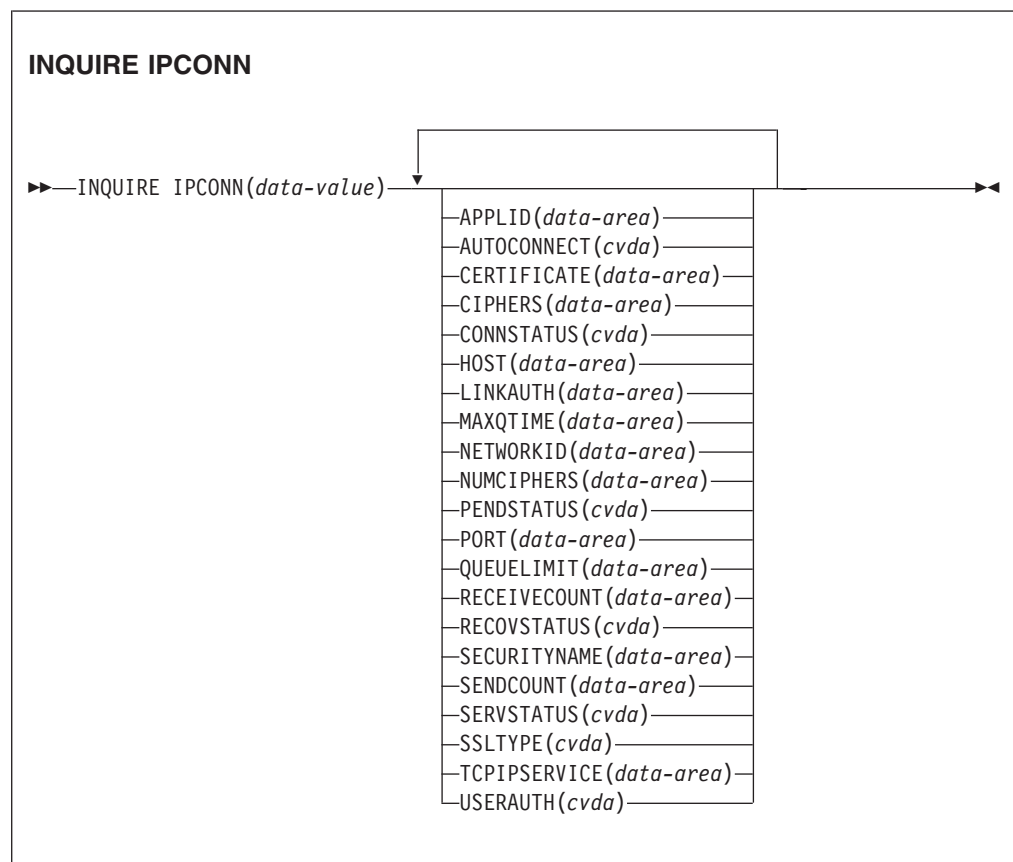 INQUIRE IPCONN
INQUIRE IPCONN(data-value)
APPLID(data-area)
AUTOCONNECT(cvda)
CERTIFICATE(data-area)
CIPHERS(data-area)
CONNSTATUS(cvda)
HOST(data-area)
LINKAUTH(data-area)
MAXQTIME(data-area)
NETWORKID(data-area)
NUMCIPHERS(data-area)
PENDSTATUS(cvda)
PORT(data-area)
QUEUELIMIT(data-area)
RECEIVECOUNT(data-area)
RECOVSTATUS(cvda)
SECURITYNAME(data-area)
SENDCOUNT(data-area)
SERVSTATUS(cvda)
SSLTYPE(cvda)
TCPIPSERVICE(data-area)
USERAUTH(cvda)